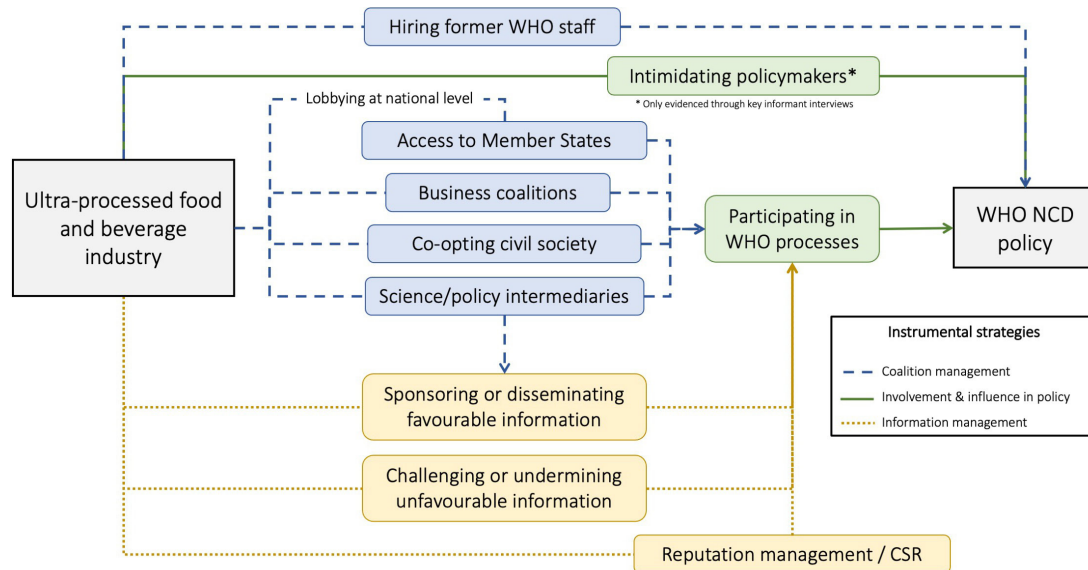 Hiring former WHO staff
Intimidating policymakers*
* Only evidenced through key informant interviews
Lobbying at national level
Access to Member States
Ultra-processed food
and beverage
industry
Business coalitions
Co-opting civil society
Science/policy intermediaries
Participating in
WHO processes
WHO NCD
policy
Instrumental strategies
Coalition management
Involvement & influence in policy
Information management
Sponsoring or disseminating
favourable information
Challenging or undermining
unfavourable information
Reputation management / CSR